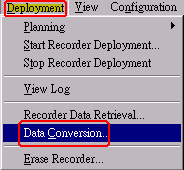 Deployment View Configuration
Planning
Start Recorder Deployment...
Stop Recorder Deployment
View Log
Recorder Data Retrieval...
Data Conversion...
Erase Recorder...